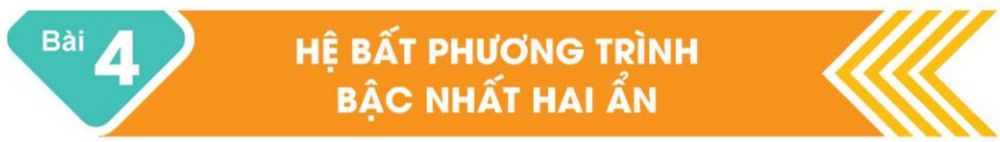 Bài 4
HỆ BẤT PHƯƠNG TRÌNH
BẬC NHẤT HAI ẨN